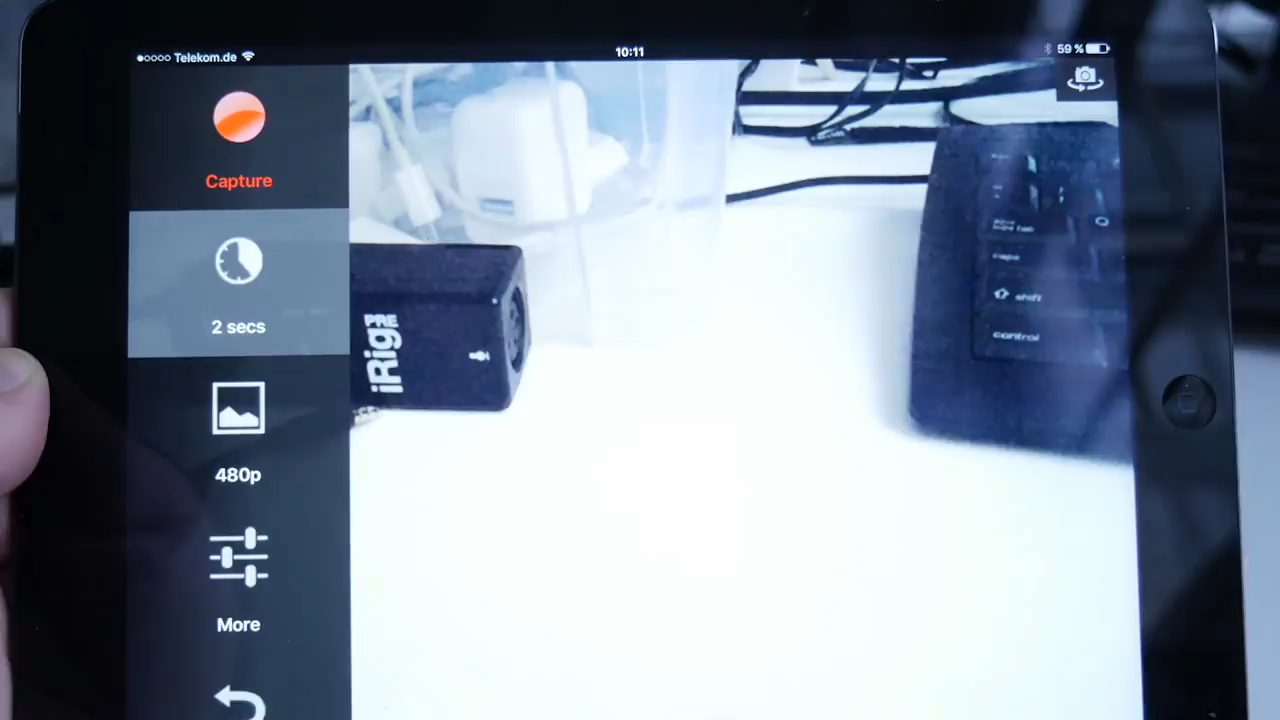 ●○○○○ Telekom.de
10:11
59 %
Capture
2 secs
480p
More
iRig PRE
caps
shift
control